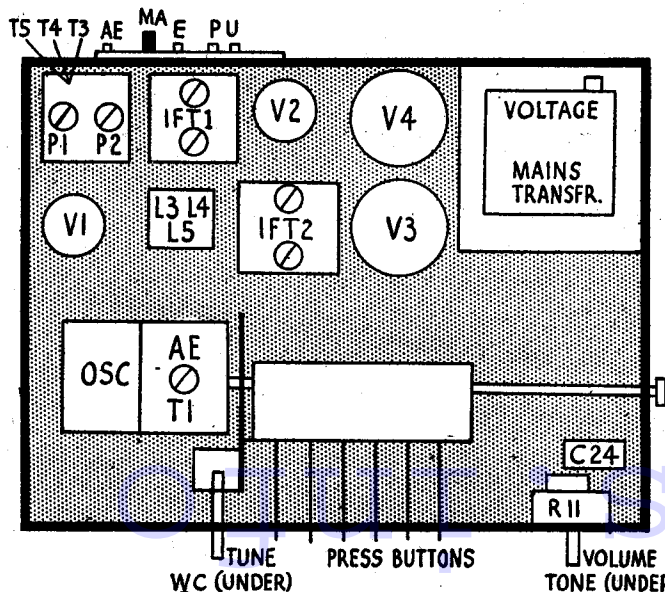 T5 T4 T3 AE MA E P U
P1 P2
IFT1
V2
V4
VOLTAGE
MAINS
TRANSFR.
V1
L3 L4
L5
IFT2
V3
OSC
AE
T1
C24
R11
TUNE
WC (UNDER)
PRESS BUTTONS
VOLUME
TONE (UNDER
s.info